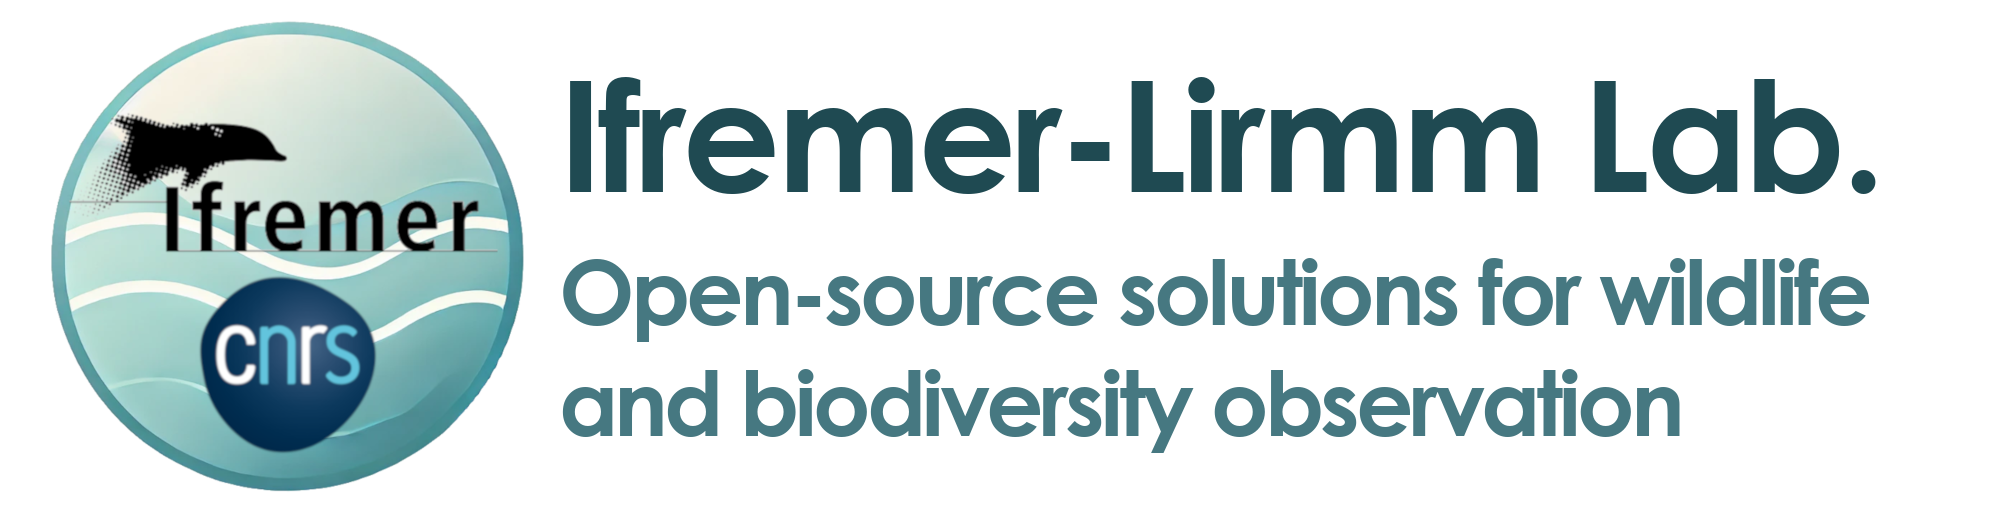 Ifremer
cnrs
Ifremer-Lirmm Lab.
Open-source solutions for wildlife
and biodiversity observation